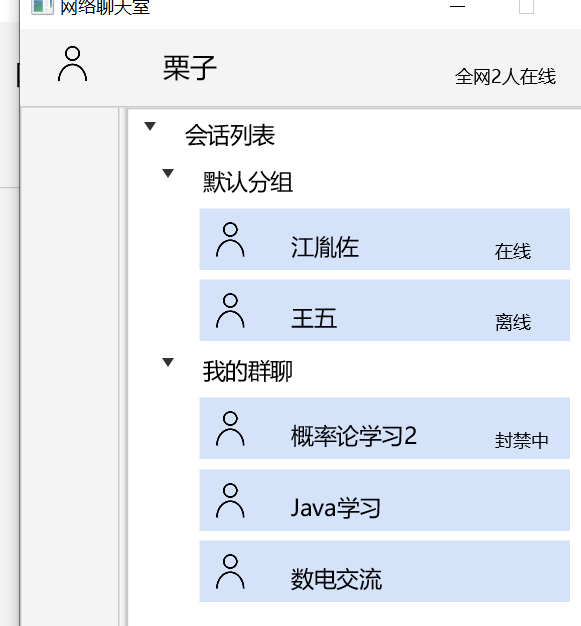 网络聊天室
栗子
全网2人在线
会话列表
默认分组
江胤佐
在线
王五
离线
我的群聊
概率论学习2
封禁中
Java学习
数电交流